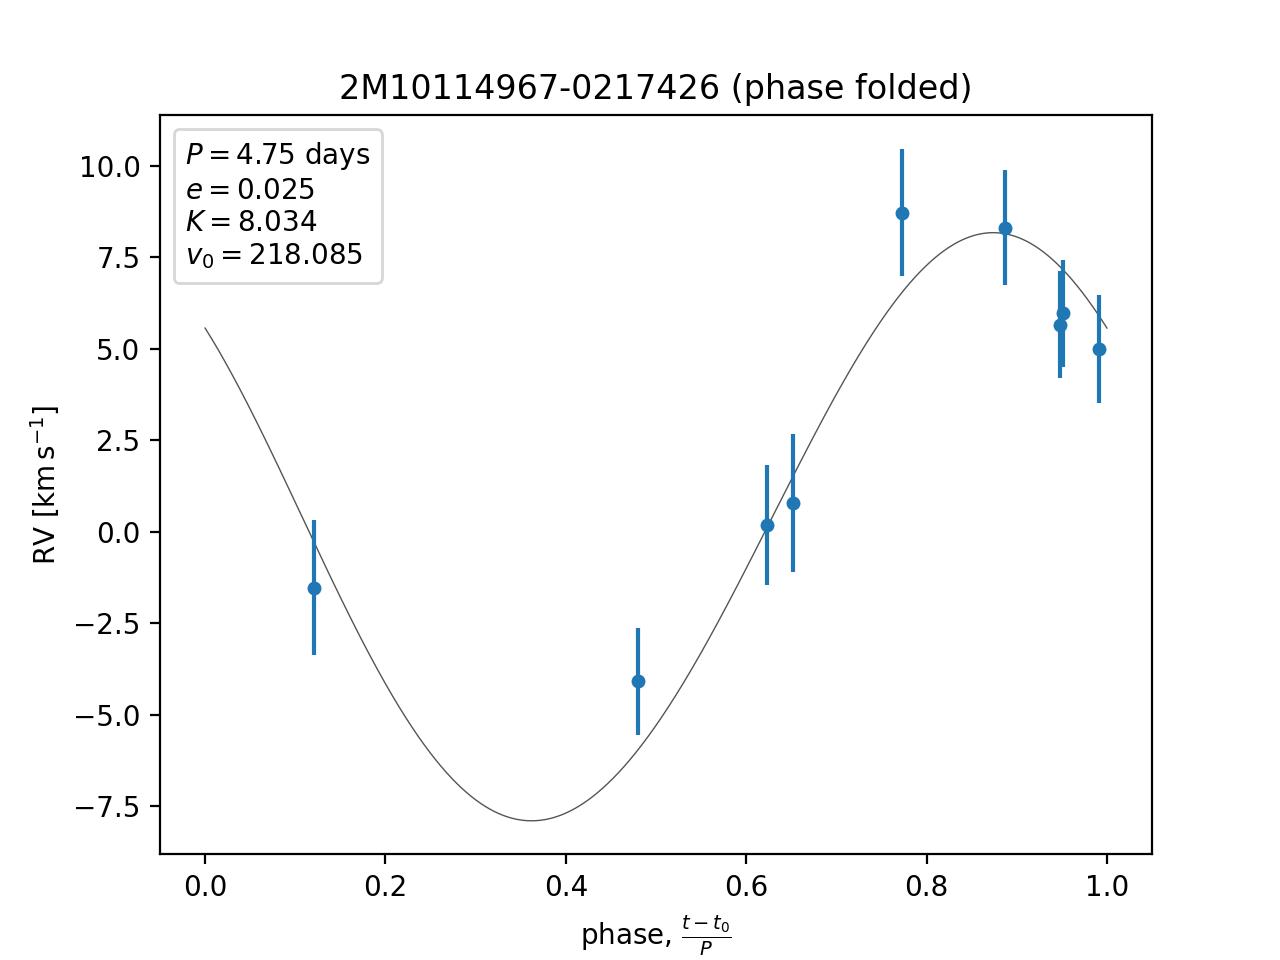 2M10114967-0217426 (phase folded)
P = 4.75 days
e = 0.025
K = 8.034
v₀ = 218.085
10.0
7.5
5.0
2.5
0.0
−2.5
−5.0
−7.5
RV [km s⁻¹]
0.0 0.2 0.4 0.6 0.8 1.0
phase, (t − t₀)/P